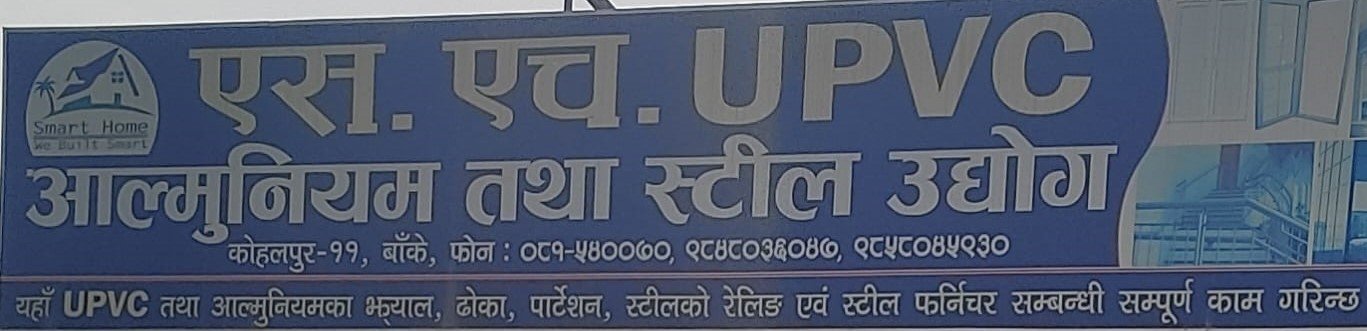 एस. एच. UPVC
Smart Home
We Built Smart
आल्मुनियम तथा स्टील उद्योग
कोहलपुर-११, बाँके, फोन : ०८१-५४००७०, ९८४८०३६०४७, ९८५८०४५९३०
यहाँ UPVC तथा आल्मुनियमका झ्याल, ढोका, पार्टेशन, स्टीलको रेलिङ एवं स्टील फर्निचर सम्बन्धी सम्पूर्ण काम गरिन्छ